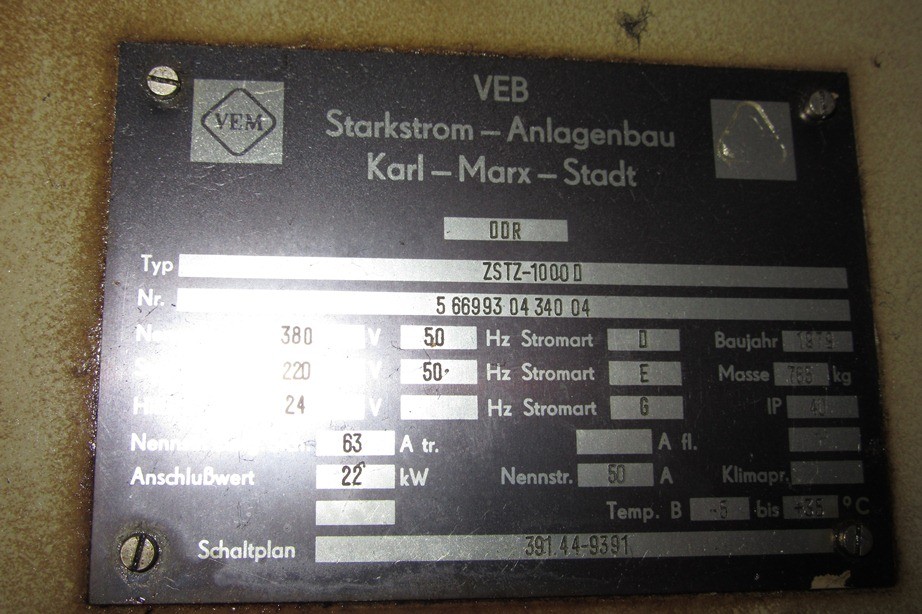 VEM
VEB
Starkstrom – Anlagenbau
Karl – Marx – Stadt
DDR
Typ ZSTZ-1000 D
Nr. 5 66993 04 340 04
380 V 50 Hz Stromart D Baujahr
220 50 Hz Stromart E Masse kg
24 V Hz Stromart G IP
63 A tr. A fl.
Anschlußwert 22 kW Nennstr. 50 A Klimapr.
Temp. B bis °C
Schaltplan 391.44-9391